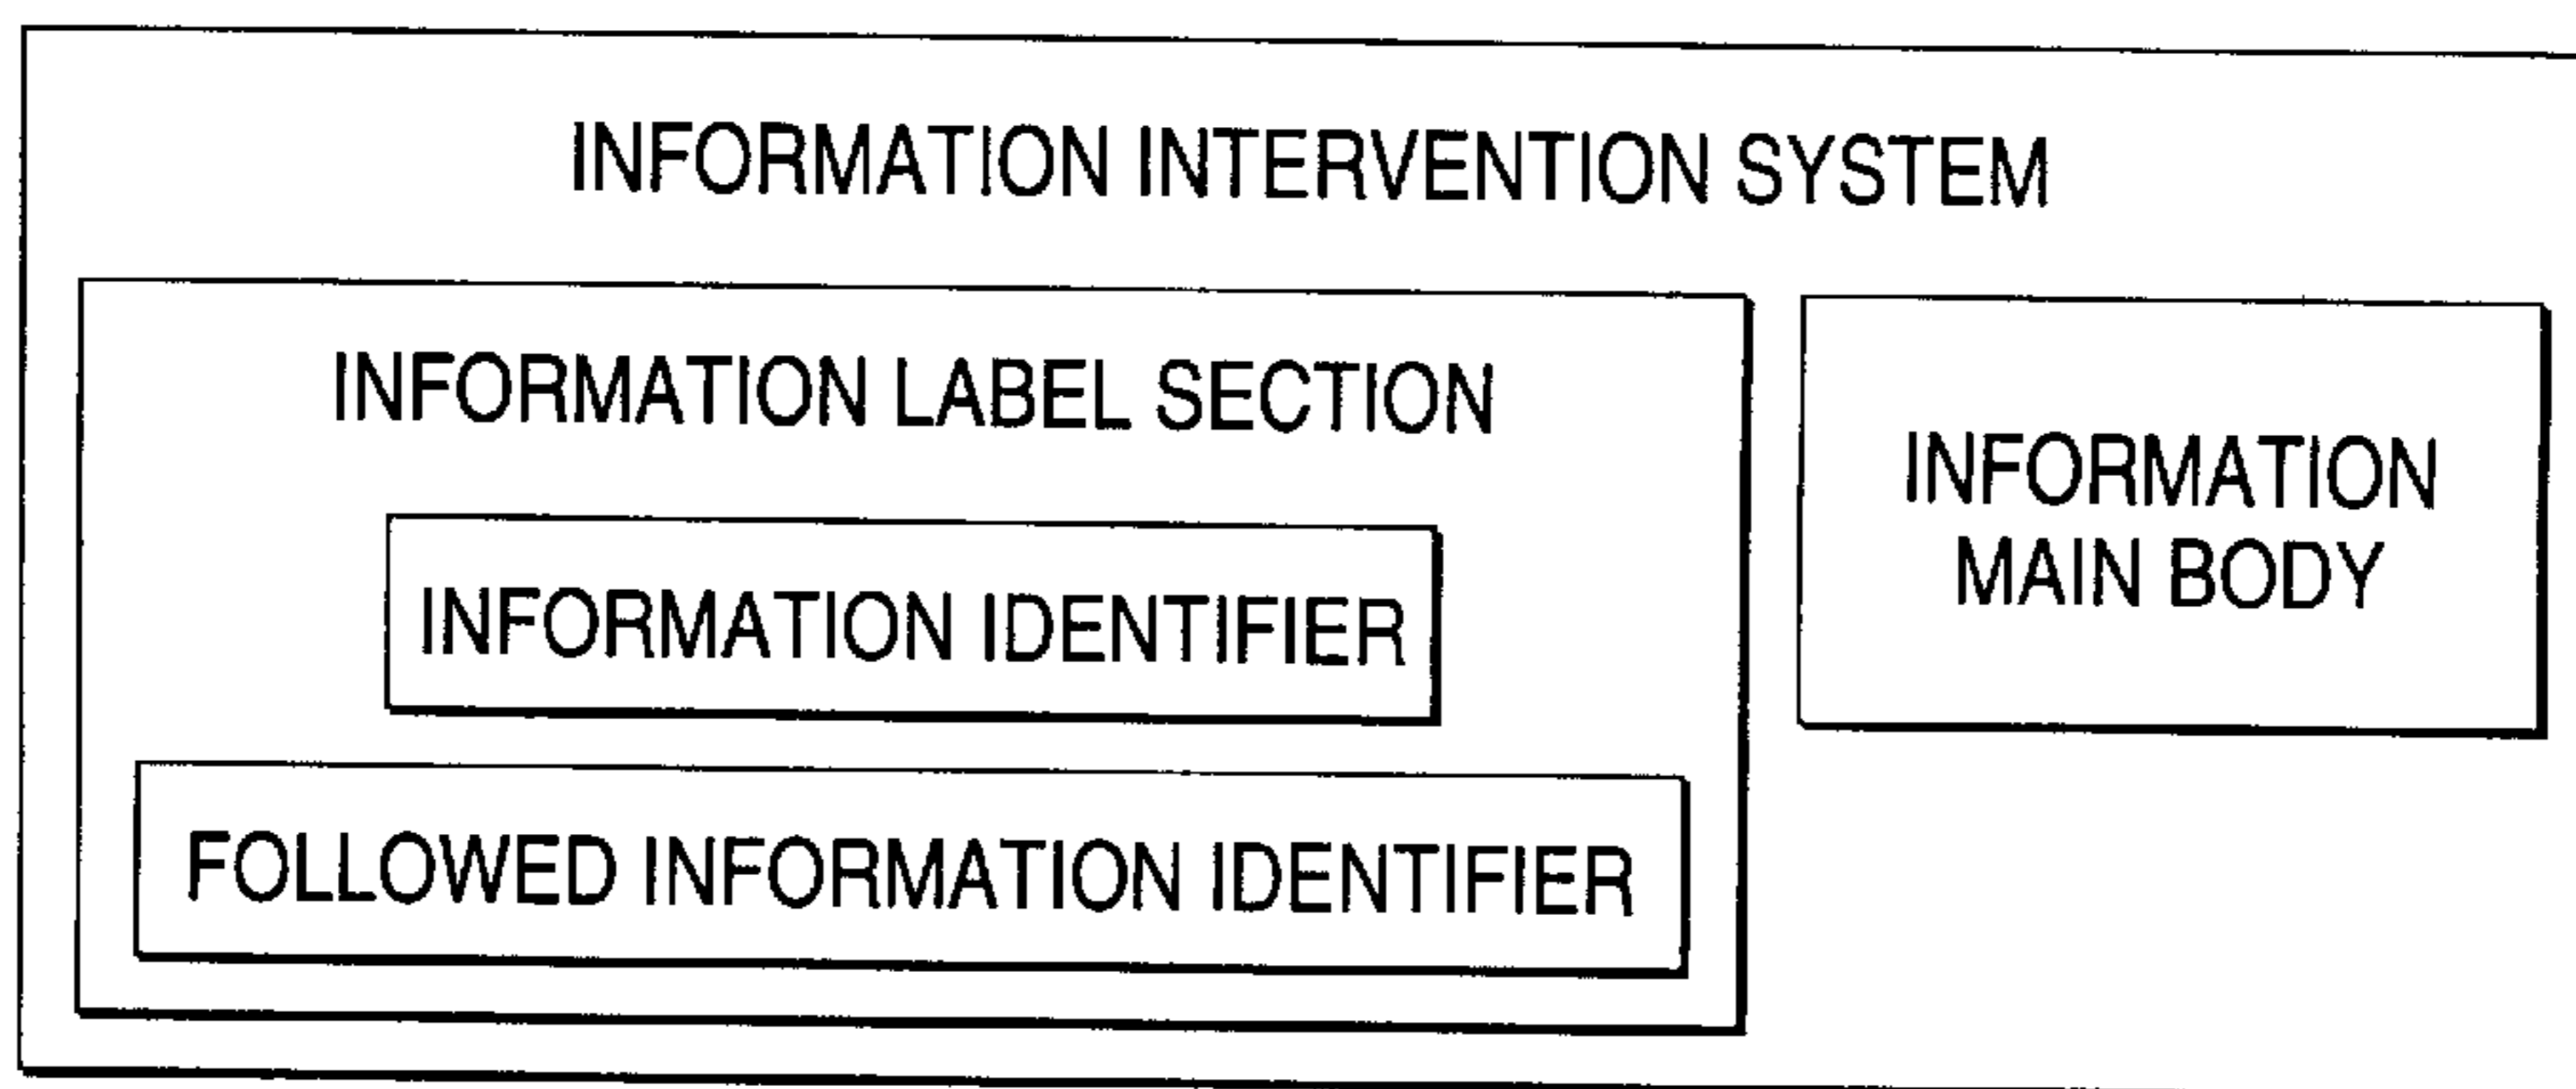 INFORMATION INTERVENTION SYSTEM
INFORMATION LABEL SECTION
INFORMATION IDENTIFIER
FOLLOWED INFORMATION IDENTIFIER
INFORMATION
MAIN BODY